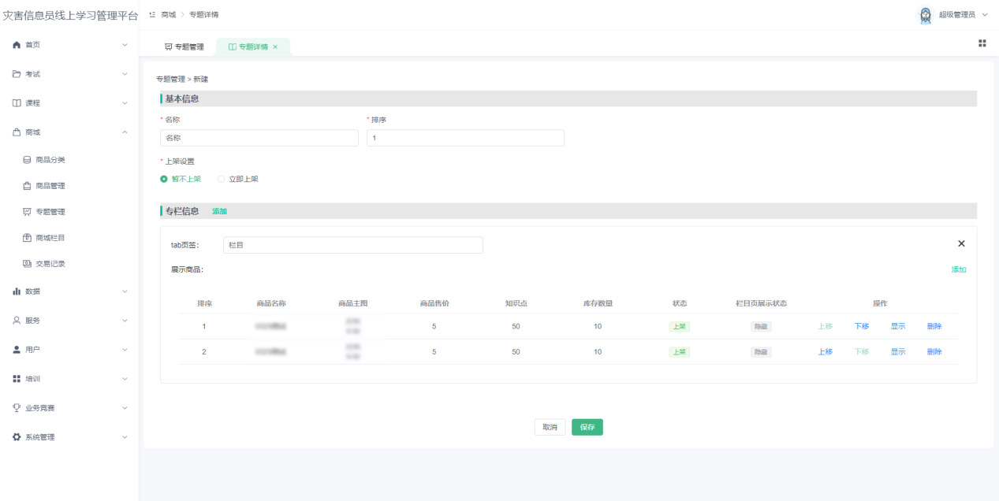 灾害信息员线上学习管理平台
商城 > 专题详情
超级管理员
首页
考试
课程
商城
商品分类
商品管理
专题管理
商城栏目
交易记录
数据
服务
用户
培训
业务竞赛
系统管理
专题管理 专题详情 ×
专题管理 > 新建
基本信息
* 名称 * 排序
名称 1
* 上架设置
暂不上架 立即上架
专栏信息 添加
tab页签: 栏目
展示商品: 添加
排序 商品名称 商品主图 商品售价 知识点 库存数量 状态 栏目页展示状态 操作
1 5 50 10 上架 隐藏 上移 下移 显示 删除
2 5 50 10 上架 隐藏 上移 下移 显示 删除
取消 保存